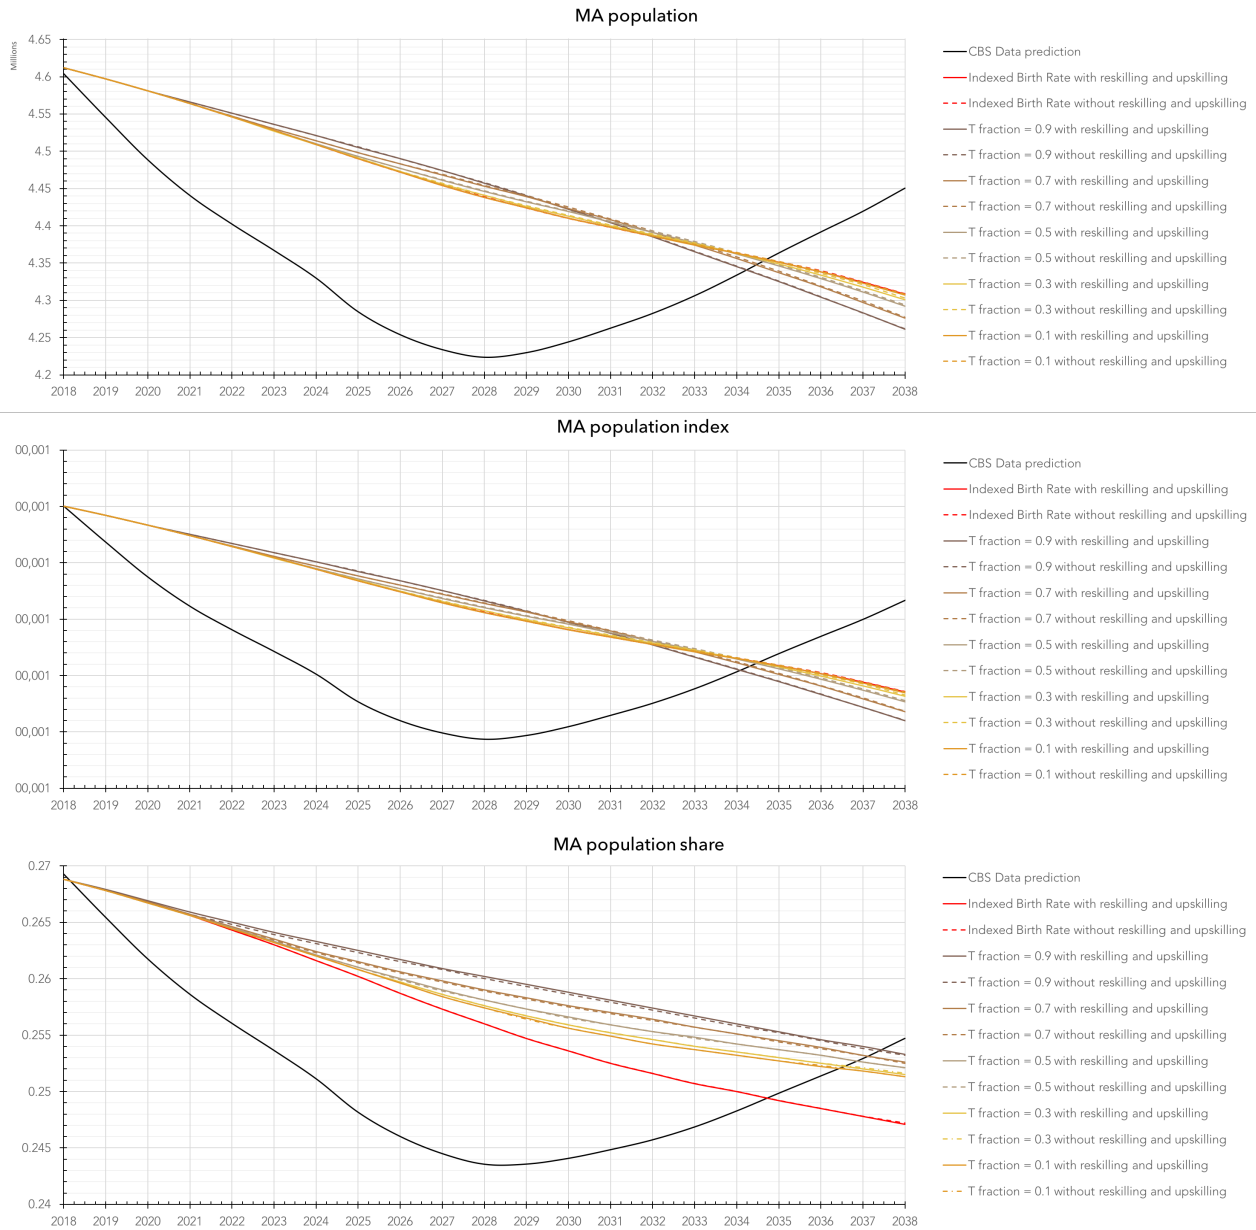 MA population
Millions
4.65
4.6
4.55
4.5
4.45
4.4
4.35
4.3
4.25
4.2
2018 2019 2020 2021 2022 2023 2024 2025 2026 2027 2028 2029 2030 2031 2032 2033 2034 2035 2036 2037 2038
CBS Data prediction
Indexed Birth Rate with reskilling and upskilling
Indexed Birth Rate without reskilling and upskilling
T fraction = 0.9 with reskilling and upskilling
T fraction = 0.9 without reskilling and upskilling
T fraction = 0.7 with reskilling and upskilling
T fraction = 0.7 without reskilling and upskilling
T fraction = 0.5 with reskilling and upskilling
T fraction = 0.5 without reskilling and upskilling
T fraction = 0.3 with reskilling and upskilling
T fraction = 0.3 without reskilling and upskilling
T fraction = 0.1 with reskilling and upskilling
T fraction = 0.1 without reskilling and upskilling
MA population index
00,001
00,001
00,001
00,001
00,001
00,001
00,001
2018 2019 2020 2021 2022 2023 2024 2025 2026 2027 2028 2029 2030 2031 2032 2033 2034 2035 2036 2037 2038
CBS Data prediction
Indexed Birth Rate with reskilling and upskilling
Indexed Birth Rate without reskilling and upskilling
T fraction = 0.9 with reskilling and upskilling
T fraction = 0.9 without reskilling and upskilling
T fraction = 0.7 with reskilling and upskilling
T fraction = 0.7 without reskilling and upskilling
T fraction = 0.5 with reskilling and upskilling
T fraction = 0.5 without reskilling and upskilling
T fraction = 0.3 with reskilling and upskilling
T fraction = 0.3 without reskilling and upskilling
T fraction = 0.1 with reskilling and upskilling
T fraction = 0.1 without reskilling and upskilling
MA population share
0.27
0.265
0.26
0.255
0.25
0.245
0.24
2018 2019 2020 2021 2022 2023 2024 2025 2026 2027 2028 2029 2030 2031 2032 2033 2034 2035 2036 2037 2038
CBS Data prediction
Indexed Birth Rate with reskilling and upskilling
Indexed Birth Rate without reskilling and upskilling
T fraction = 0.9 with reskilling and upskilling
T fraction = 0.9 without reskilling and upskilling
T fraction = 0.7 with reskilling and upskilling
T fraction = 0.7 without reskilling and upskilling
T fraction = 0.5 with reskilling and upskilling
T fraction = 0.5 without reskilling and upskilling
T fraction = 0.3 with reskilling and upskilling
T fraction = 0.3 without reskilling and upskilling
T fraction = 0.1 with reskilling and upskilling
T fraction = 0.1 without reskilling and upskilling